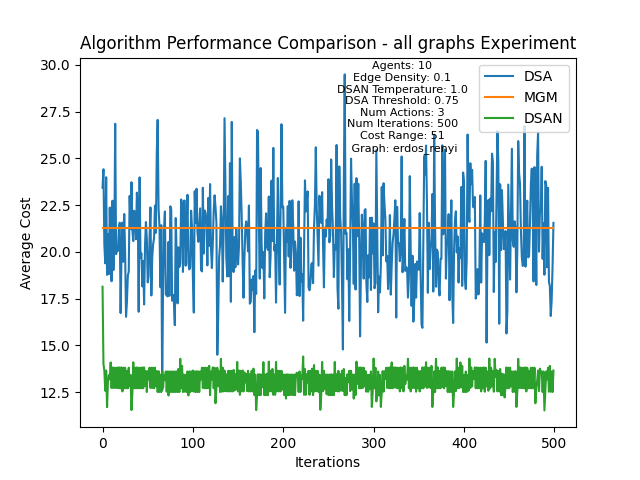 Algorithm Performance Comparison - all graphs Experiment
Average Cost
30.0
27.5
25.0
22.5
20.0
17.5
15.0
12.5
Agents: 10
Edge Density: 0.1
DSAN Temperature: 1.0
DSA Threshold: 0.75
Num Actions: 3
Num Iterations: 500
Cost Range: 51
Graph: erdos_renyi
DSA
MGM
DSAN
0
100
200
300
400
500
Iterations